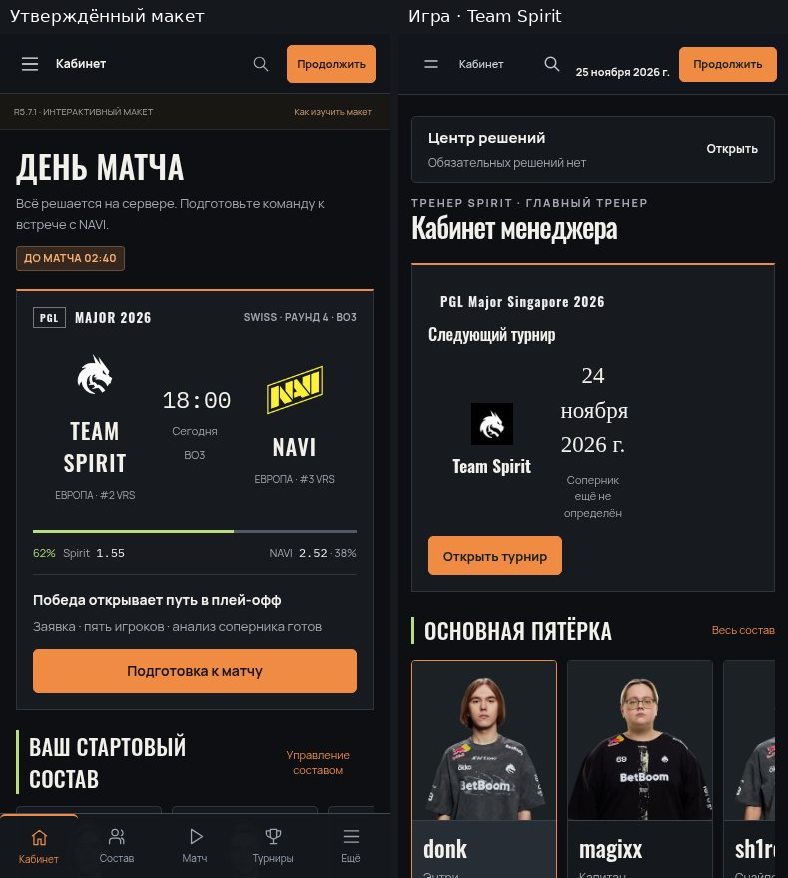 Утверждённый макет
Кабинет
Продолжить
R5.7.1 · ИНТЕРАКТИВНЫЙ МАКЕТ
Как изучить макет
ДЕНЬ МАТЧА
Всё решается на сервере. Подготовьте команду к
встрече с NAVI.
ДО МАТЧА 02:40
PGL MAJOR 2026
SWISS · РАУНД 4 · BO3
TEAM
SPIRIT
ЕВРОПА · #2 VRS
18:00
Сегодня
BO3
NAVI
NAVI
ЕВРОПА · #3 VRS
62% Spirit 1.55
NAVI 2.52 · 38%
Победа открывает путь в плей-офф
Заявка · пять игроков · анализ соперника готов
Подготовка к матчу
ВАШ СТАРТОВЫЙ
СОСТАВ
Управление
составом
Кабинет
Состав
Матч
Турниры
Ещё
Игра · Team Spirit
Кабинет
25 ноября 2026 г.
Продолжить
Центр решений
Обязательных решений нет
Открыть
ТРЕНЕР SPIRIT · ГЛАВНЫЙ ТРЕНЕР
Кабинет менеджера
PGL Major Singapore 2026
Следующий турнир
Team Spirit
24
ноября
2026 г.
Соперник
ещё не
определён
Открыть турнир
ОСНОВНАЯ ПЯТЁРКА
Весь состав
BetBoom
donk
Энтри
69
BetBoom
magixx
Капитан